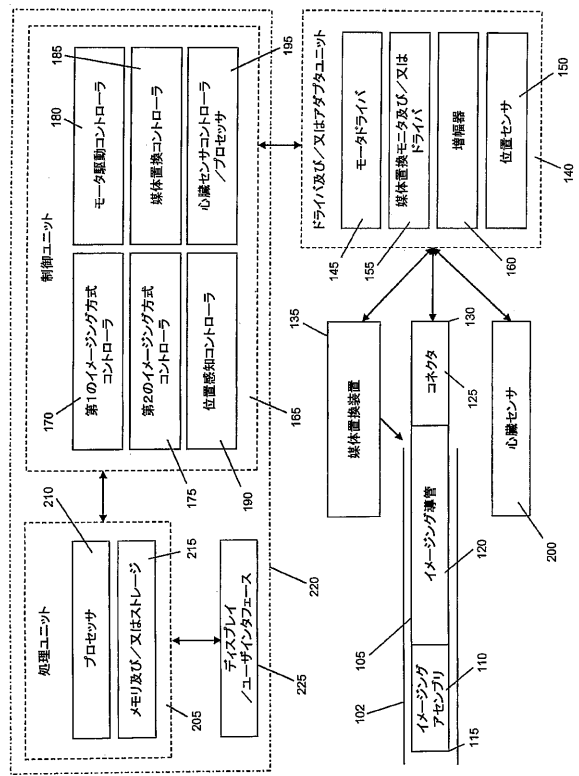 処理ユニット
プロセッサ
210
メモリ及び／又はストレージ
215
205
ディスプレイ
／ユーザインタフェース
225
220
制御ユニット
第1のイメージング方式
コントローラ
170
第2のイメージング方式
コントローラ
175
位置感知コントローラ
190
モータ駆動コントローラ
180
媒体置換コントローラ
185
心臓センサコントローラ
／プロセッサ
195
165
ドライバ及び／又はアダプタユニット
モータドライバ
145
媒体置換モニタ及び／又は
ドライバ
155
増幅器
160
位置センサ
150
140
媒体置換装置
135
コネクタ
125
130
イメージング導管
120
イメージング
アセンブリ
110
115
105
102
心臓センサ
200